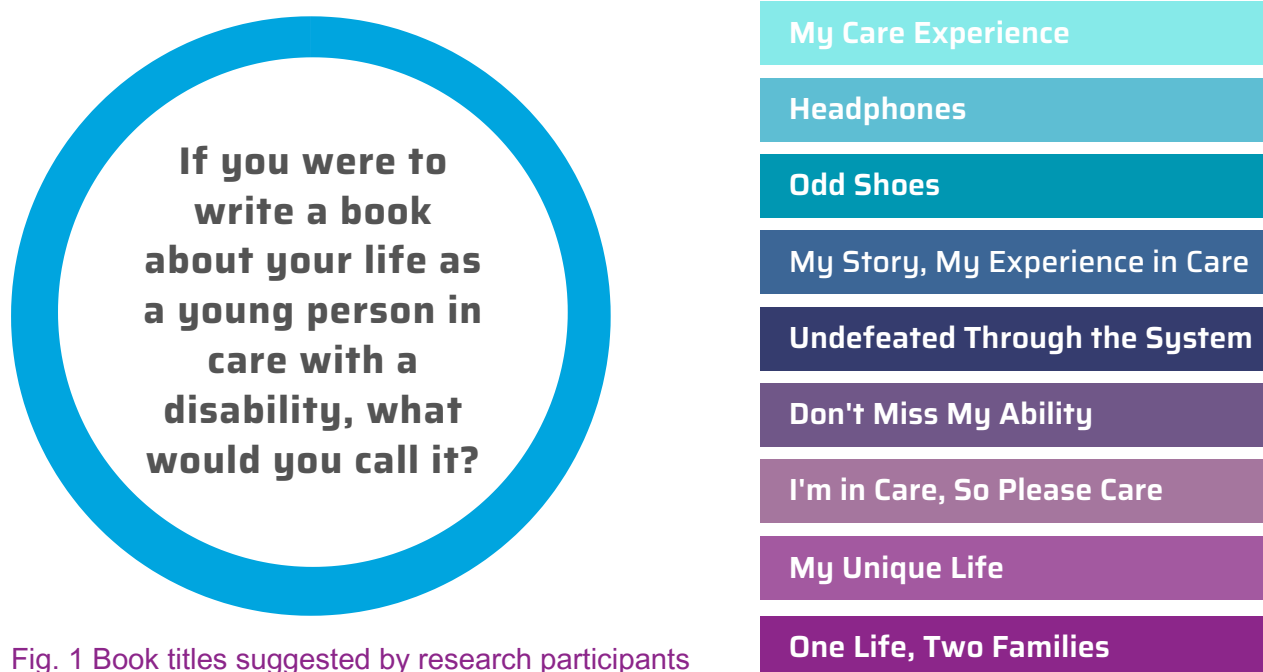 If you were to
write a book
about your life as
a young person in
care with a
disability, what
would you call it?
Fig. 1 Book titles suggested by research participants
My Care Experience
Headphones
Odd Shoes
My Story, My Experience in Care
Undefeated Through the System
Don't Miss My Ability
I'm in Care, So Please Care
My Unique Life
One Life, Two Families